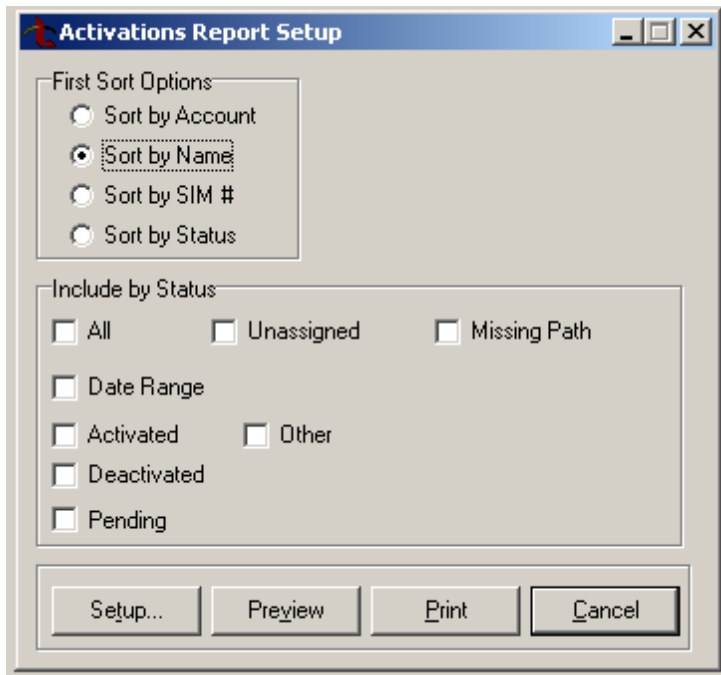 Activations Report Setup
First Sort Options
Sort by Account
Sort by Name
Sort by SIM #
Sort by Status
Include by Status
All Unassigned Missing Path
Date Range
Activated Other
Deactivated
Pending
Setup... Preview Print Cancel